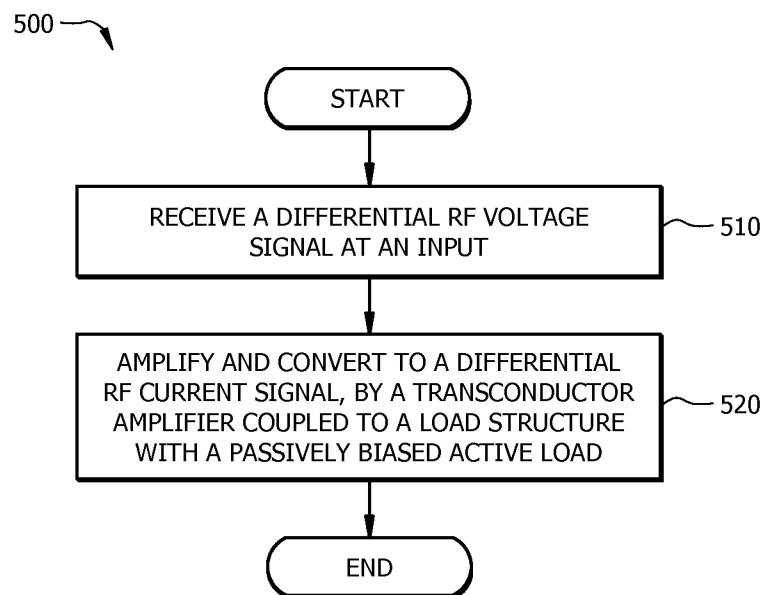 500
START
RECEIVE A DIFFERENTIAL RF VOLTAGE
SIGNAL AT AN INPUT
510
AMPLIFY AND CONVERT TO A DIFFERENTIAL
RF CURRENT SIGNAL, BY A TRANSCONDUCTOR
AMPLIFIER COUPLED TO A LOAD STRUCTURE
WITH A PASSIVELY BIASED ACTIVE LOAD
520
END